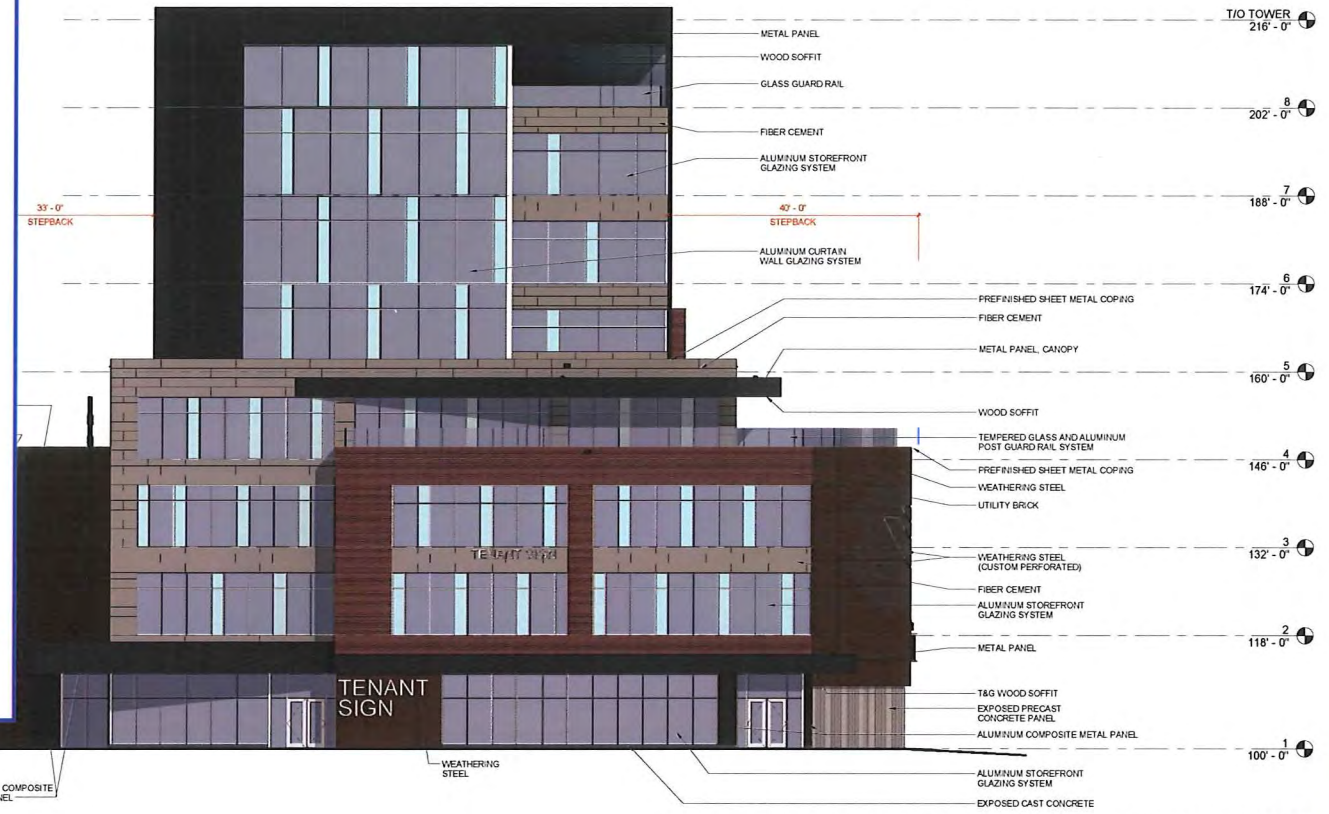 T/O TOWER
216' - 0"
METAL PANEL
WOOD SOFFIT
GLASS GUARD RAIL
8
202' - 0"
FIBER CEMENT
ALUMINUM STOREFRONT
GLAZING SYSTEM
7
188' - 0"
33' - 0"
STEPBACK
40' - 0"
STEPBACK
ALUMINUM CURTAIN
WALL GLAZING SYSTEM
6
174' - 0"
PREFINISHED SHEET METAL COPING
FIBER CEMENT
METAL PANEL, CANOPY
5
160' - 0"
WOOD SOFFIT
TEMPERED GLASS AND ALUMINUM
POST GUARD RAIL SYSTEM
4
146' - 0"
PREFINISHED SHEET METAL COPING
WEATHERING STEEL
UTILITY BRICK
TENANT SIGN
3
132' - 0"
WEATHERING STEEL
(CUSTOM PERFORATED)
FIBER CEMENT
ALUMINUM STOREFRONT
GLAZING SYSTEM
2
118' - 0"
METAL PANEL
TENANT
SIGN
T&G WOOD SOFFIT
EXPOSED PRECAST
CONCRETE PANEL
ALUMINUM COMPOSITE METAL PANEL
1
100' - 0"
WEATHERING
STEEL
ALUMINUM STOREFRONT
GLAZING SYSTEM
COMPOSITE
NEL
EXPOSED CAST CONCRETE